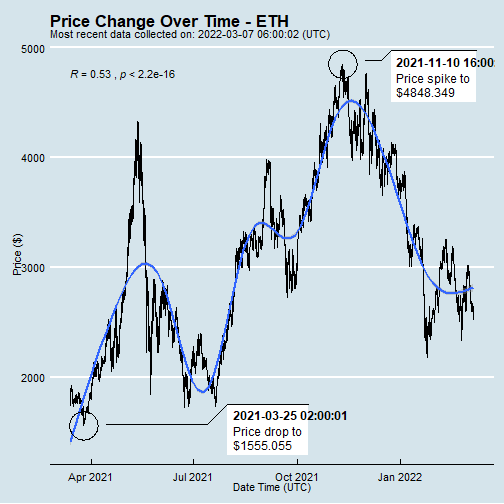 Price Change Over Time - ETH
Most recent data collected on: 2022-03-07 06:00:02 (UTC)
R = 0.53 , p < 2.2e-16
2021-11-10 16:00:
Price spike to
$4848.349
5000
4000
3000
2000
Price ($)
2021-03-25 02:00:01
Price drop to
$1555.055
Apr 2021
Jul 2021
Oct 2021
Jan 2022
Date Time (UTC)